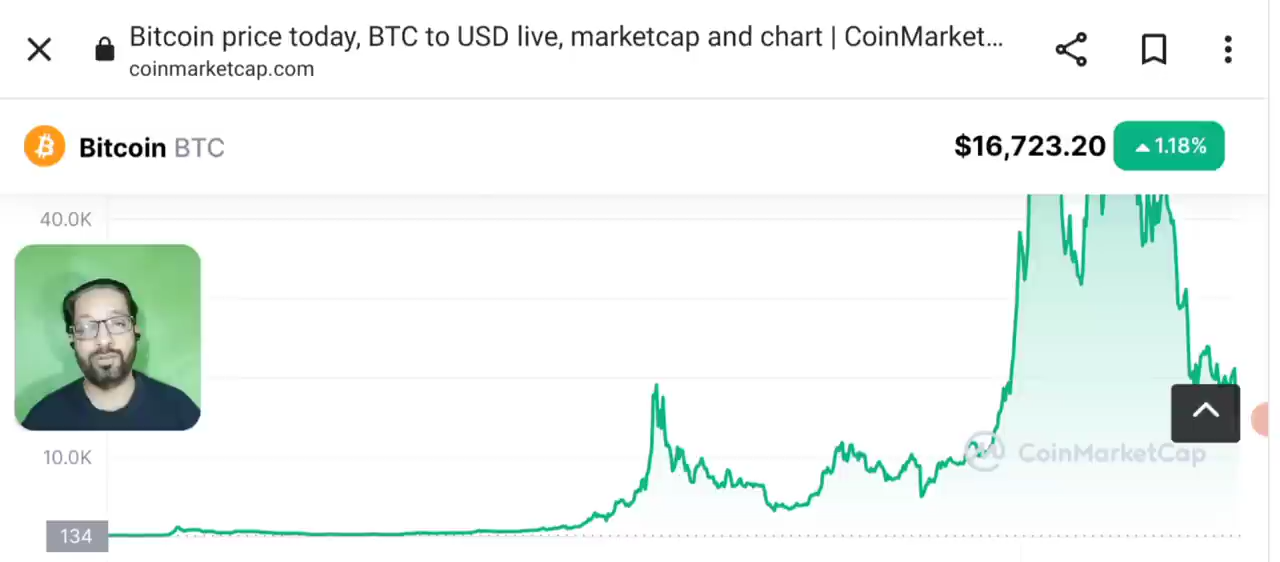 Bitcoin price today, BTC to USD live, marketcap and chart | CoinMarket...
coinmarketcap.com
Bitcoin BTC
$16,723.20
1.18%
40.0K
10.0K
CoinMarketCap
134